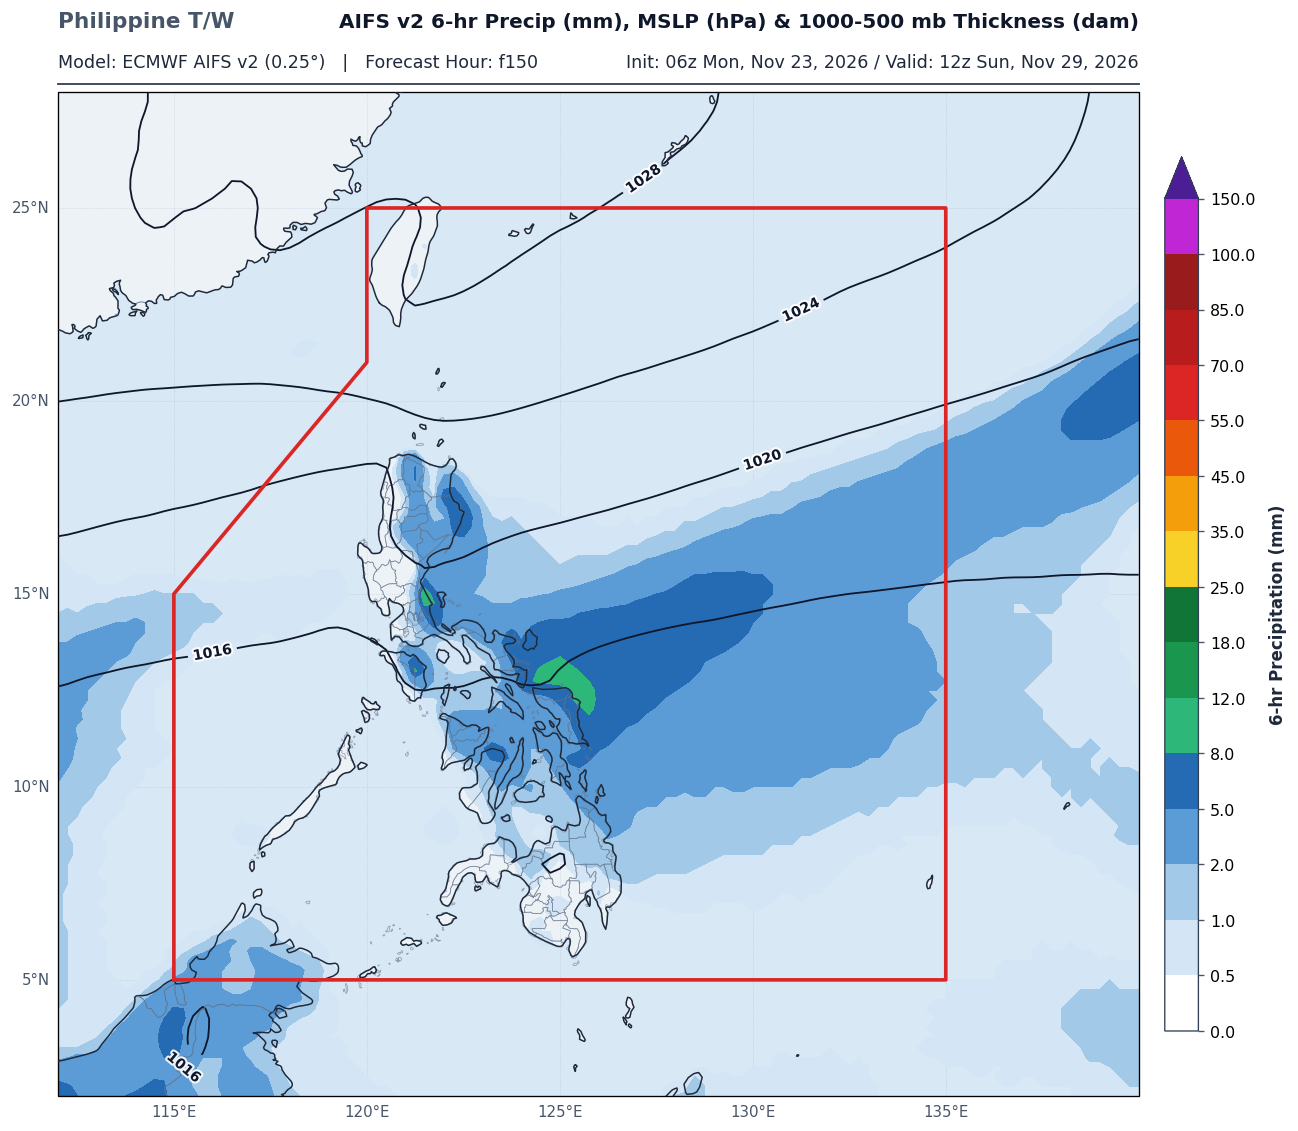 Philippine T/W
AIFS v2 6-hr Precip (mm), MSLP (hPa) & 1000-500 mb Thickness (dam)
Model: ECMWF AIFS v2 (0.25°) | Forecast Hour: f150
Init: 06z Mon, Nov 23, 2026 / Valid: 12z Sun, Nov 29, 2026
25°N
20°N
15°N
10°N
5°N
1028
1024
1020
1016
1016
115°E
120°E
125°E
130°E
135°E
150.0
100.0
85.0
70.0
55.0
45.0
35.0
25.0
18.0
12.0
8.0
5.0
2.0
1.0
0.5
0.0
6-hr Precipitation (mm)